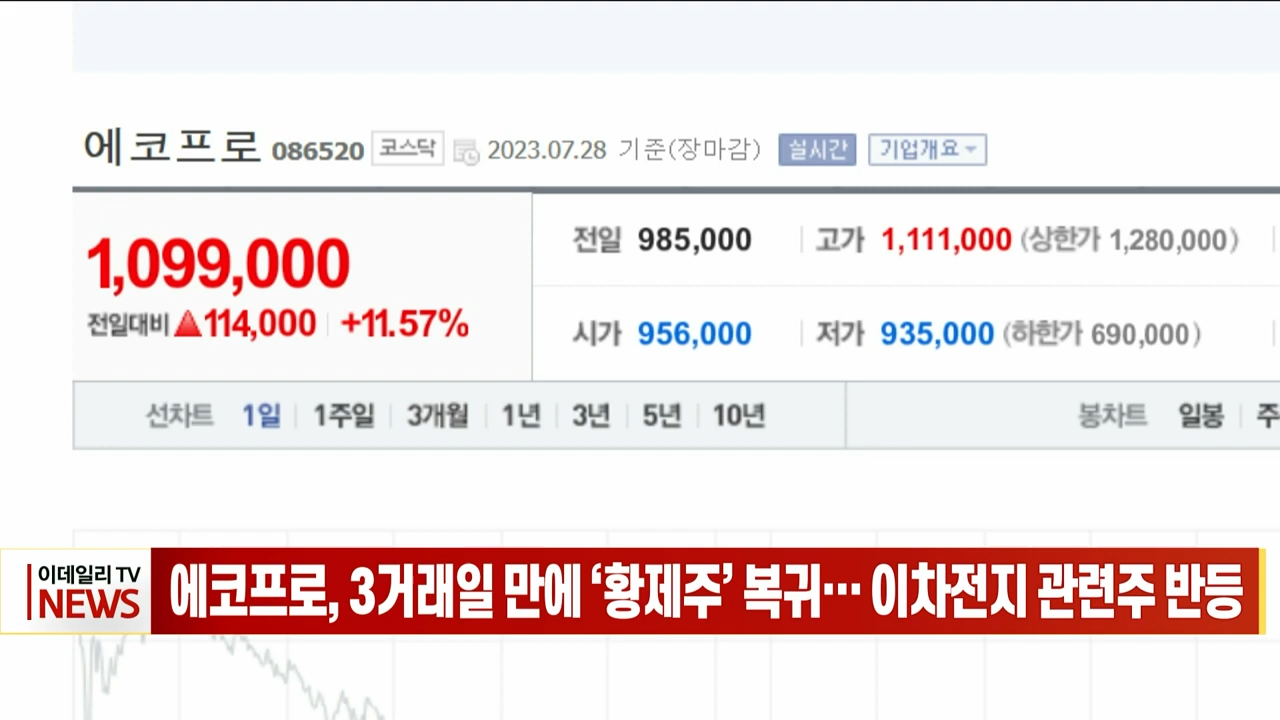 에코프로 086520 코스닥 2023.07.28 기준(장마감) 실시간 기업개요
1,099,000
전일대비 ▲114,000 +11.57%
전일 985,000 고가 1,111,000 (상한가 1,280,000)
시가 956,000 저가 935,000 (하한가 690,000)
선차트 1일 1주일 3개월 1년 3년 5년 10년 봉차트 일봉 주
이데일리 TV
NEWS
에코프로, 3거래일 만에 ‘황제주’ 복귀… 이차전지 관련주 반등